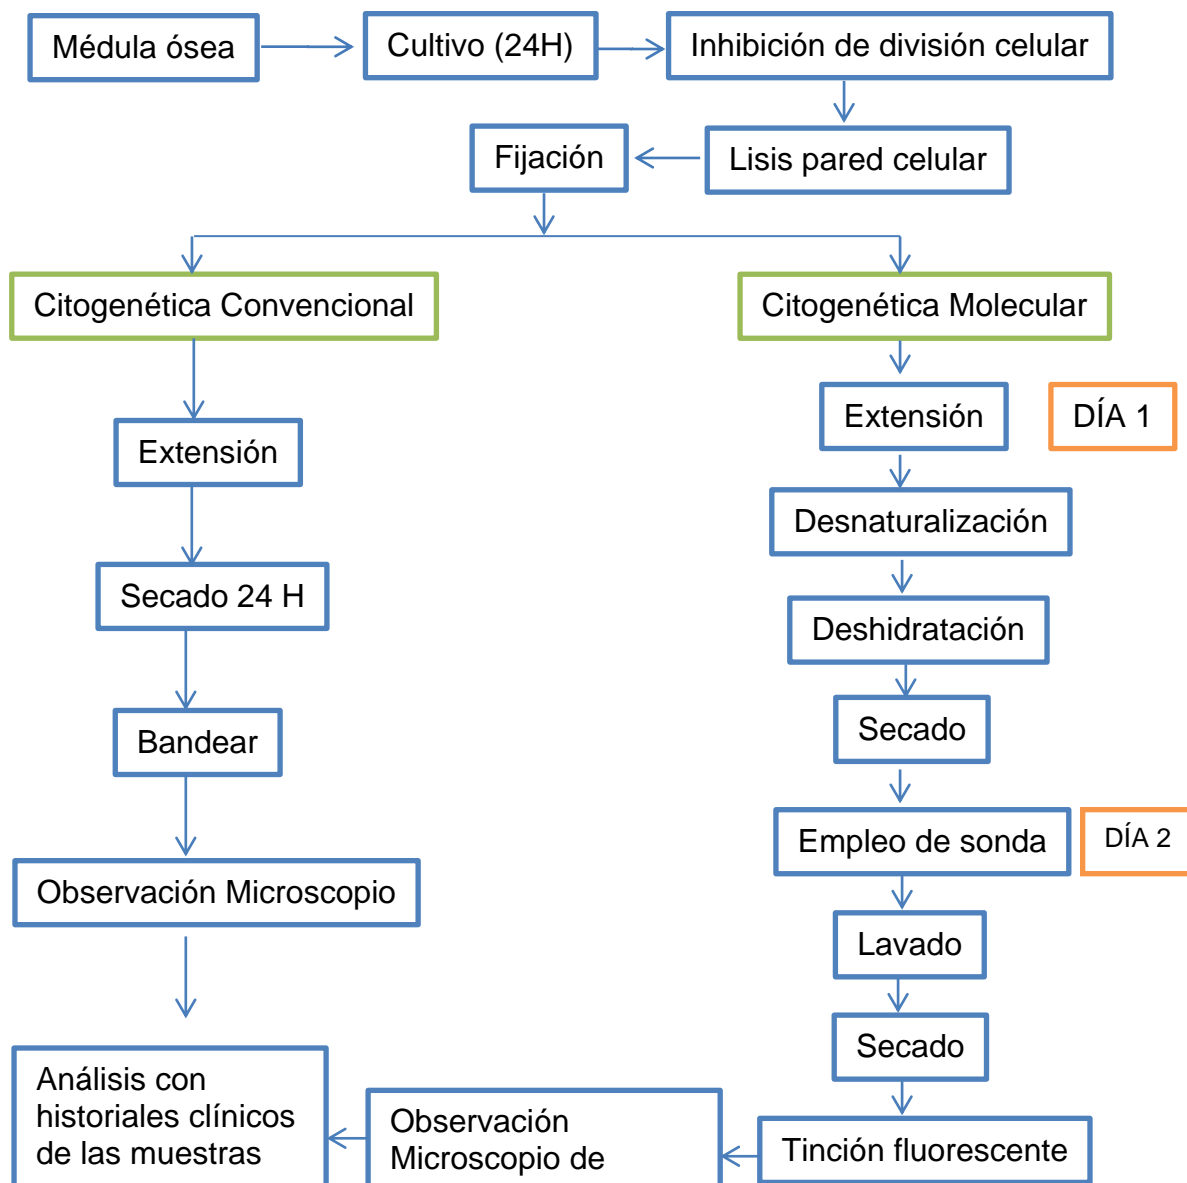 Médula ósea
Cultivo (24H)
Inhibición de división celular
Fijación
Lisis pared celular
Citogenética Convencional
Citogenética Molecular
Extensión
DÍA 1
Extensión
Desnaturalización
Secado 24 H
Deshidratación
Bandear
Secado
Empleo de sonda
DÍA 2
Observación Microscopio
Lavado
Secado
Análisis con
historiales clínicos
de las muestras
Observación
Microscopio de
Tinción fluorescente